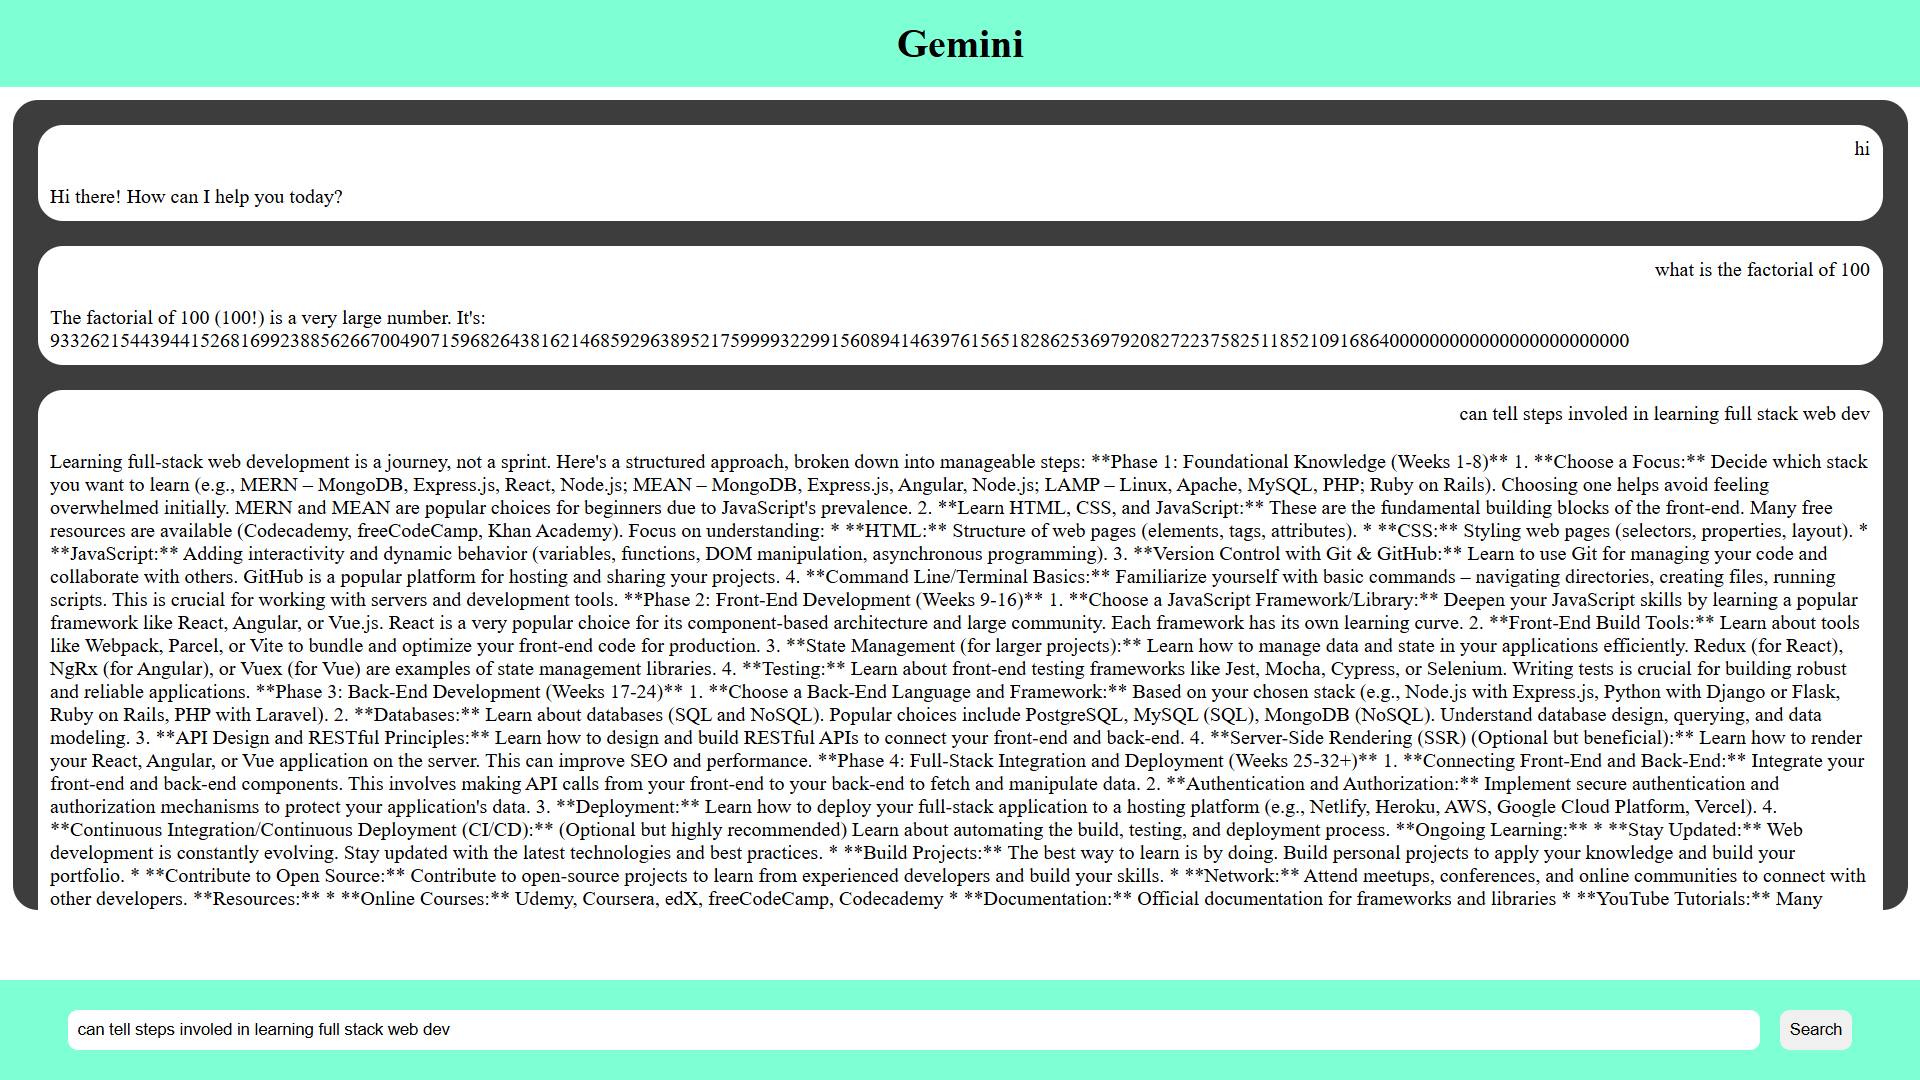 Gemini
hi
Hi there! How can I help you today?
what is the factorial of 100
The factorial of 100 (100!) is a very large number. It's:
93326215443944152681699238856266700490715968264381621468592963895217599993229915608941463976156518286253697920827223758251185210916864000000000000000000000000
can tell steps involed in learning full stack web dev
Learning full-stack web development is a journey, not a sprint. Here's a structured approach, broken down into manageable steps: **Phase 1: Foundational Knowledge (Weeks 1-8)** 1. **Choose a Focus:** Decide which stack
you want to learn (e.g., MERN – MongoDB, Express.js, React, Node.js; MEAN – MongoDB, Express.js, Angular, Node.js; LAMP – Linux, Apache, MySQL, PHP; Ruby on Rails). Choosing one helps avoid feeling
overwhelmed initially. MERN and MEAN are popular choices for beginners due to JavaScript's prevalence. 2. **Learn HTML, CSS, and JavaScript:** These are the fundamental building blocks of the front-end. Many free
resources are available (Codecademy, freeCodeCamp, Khan Academy). Focus on understanding: * **HTML:** Structure of web pages (elements, tags, attributes). * **CSS:** Styling web pages (selectors, properties, layout). *
**JavaScript:** Adding interactivity and dynamic behavior (variables, functions, DOM manipulation, asynchronous programming). 3. **Version Control with Git & GitHub:** Learn to use Git for managing your code and
collaborate with others. GitHub is a popular platform for hosting and sharing your projects. 4. **Command Line/Terminal Basics:** Familiarize yourself with basic commands – navigating directories, creating files, running
scripts. This is crucial for working with servers and development tools. **Phase 2: Front-End Development (Weeks 9-16)** 1. **Choose a JavaScript Framework/Library:** Deepen your JavaScript skills by learning a popular
framework like React, Angular, or Vue.js. React is a very popular choice for its component-based architecture and large community. Each framework has its own learning curve. 2. **Front-End Build Tools:** Learn about tools
like Webpack, Parcel, or Vite to bundle and optimize your front-end code for production. 3. **State Management (for larger projects):** Learn how to manage data and state in your applications efficiently. Redux (for React),
NgRx (for Angular), or Vuex (for Vue) are examples of state management libraries. 4. **Testing:** Learn about front-end testing frameworks like Jest, Mocha, Cypress, or Selenium. Writing tests is crucial for building robust
and reliable applications. **Phase 3: Back-End Development (Weeks 17-24)** 1. **Choose a Back-End Language and Framework:** Based on your chosen stack (e.g., Node.js with Express.js, Python with Django or Flask,
Ruby on Rails, PHP with Laravel). 2. **Databases:** Learn about databases (SQL and NoSQL). Popular choices include PostgreSQL, MySQL (SQL), MongoDB (NoSQL). Understand database design, querying, and data
modeling. 3. **API Design and RESTful Principles:** Learn how to design and build RESTful APIs to connect your front-end and back-end. 4. **Server-Side Rendering (SSR) (Optional but beneficial):** Learn how to render
your React, Angular, or Vue application on the server. This can improve SEO and performance. **Phase 4: Full-Stack Integration and Deployment (Weeks 25-32+)** 1. **Connecting Front-End and Back-End:** Integrate your
front-end and back-end components. This involves making API calls from your front-end to your back-end to fetch and manipulate data. 2. **Authentication and Authorization:** Implement secure authentication and
authorization mechanisms to protect your application's data. 3. **Deployment:** Learn how to deploy your full-stack application to a hosting platform (e.g., Netlify, Heroku, AWS, Google Cloud Platform, Vercel). 4.
**Continuous Integration/Continuous Deployment (CI/CD):** (Optional but highly recommended) Learn about automating the build, testing, and deployment process. **Ongoing Learning:** * **Stay Updated:** Web
development is constantly evolving. Stay updated with the latest technologies and best practices. * **Build Projects:** The best way to learn is by doing. Build personal projects to apply your knowledge and build your
portfolio. * **Contribute to Open Source:** Contribute to open-source projects to learn from experienced developers and build your skills. * **Network:** Attend meetups, conferences, and online communities to connect with
other developers. **Resources:** * **Online Courses:** Udemy, Coursera, edX, freeCodeCamp, Codecademy * **Documentation:** Official documentation for frameworks and libraries * **YouTube Tutorials:** Many
can tell steps involed in learning full stack web dev
Search